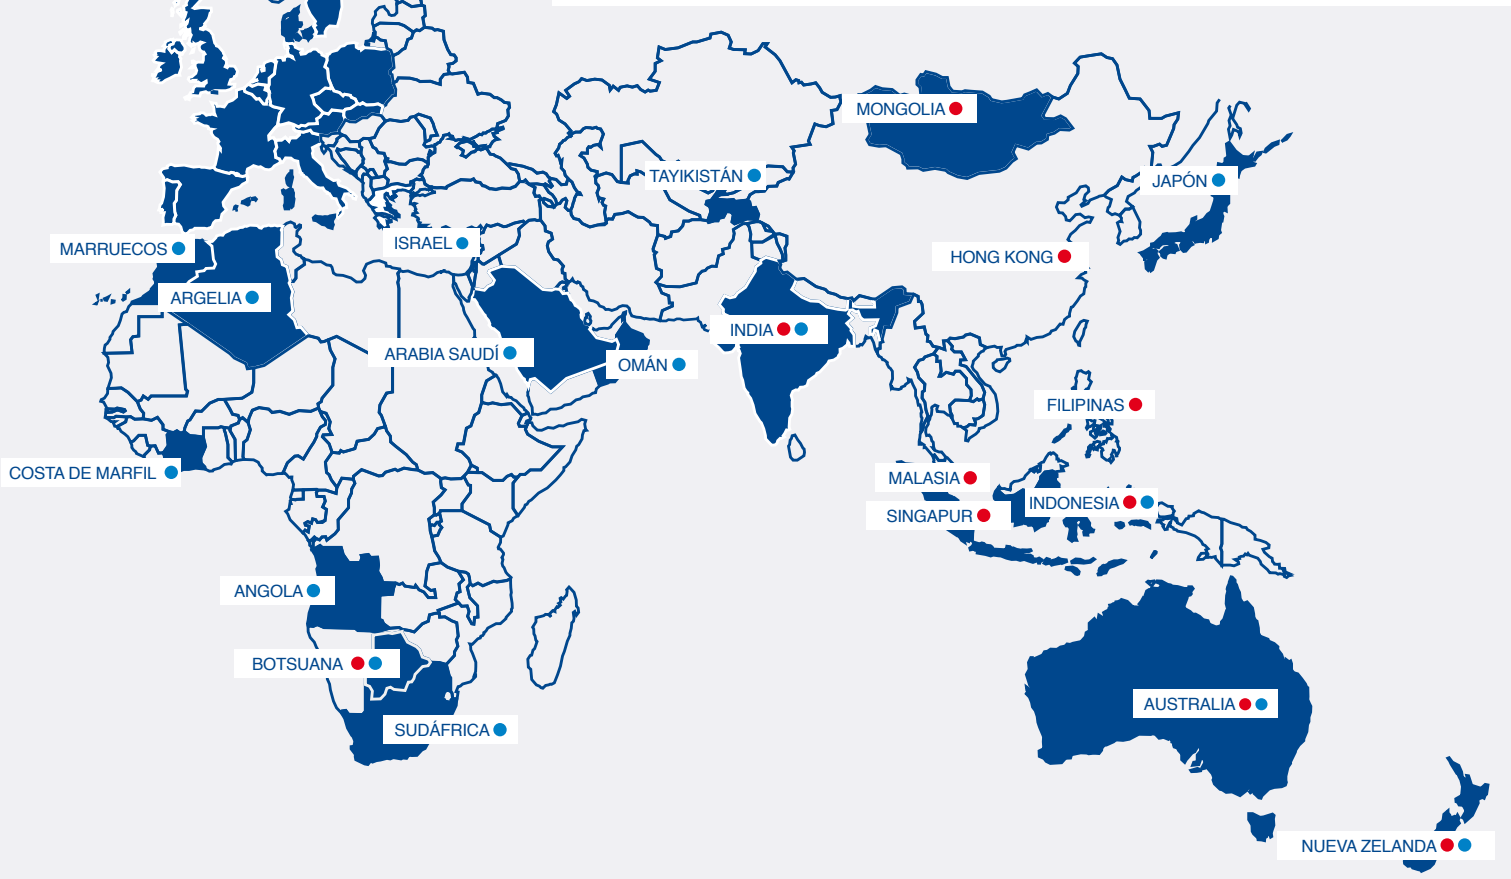 MONGOLIA
TAYIKISTÁN
JAPÓN
MARRUECOS
ISRAEL
HONG KONG
ARGELIA
INDIA
ARABIA SAUDÍ
OMÁN
FILIPINAS
COSTA DE MARFIL
MALASIA
INDONESIA
SINGAPUR
ANGOLA
BOTSUANA
AUSTRALIA
SUDÁFRICA
NUEVA ZELANDA